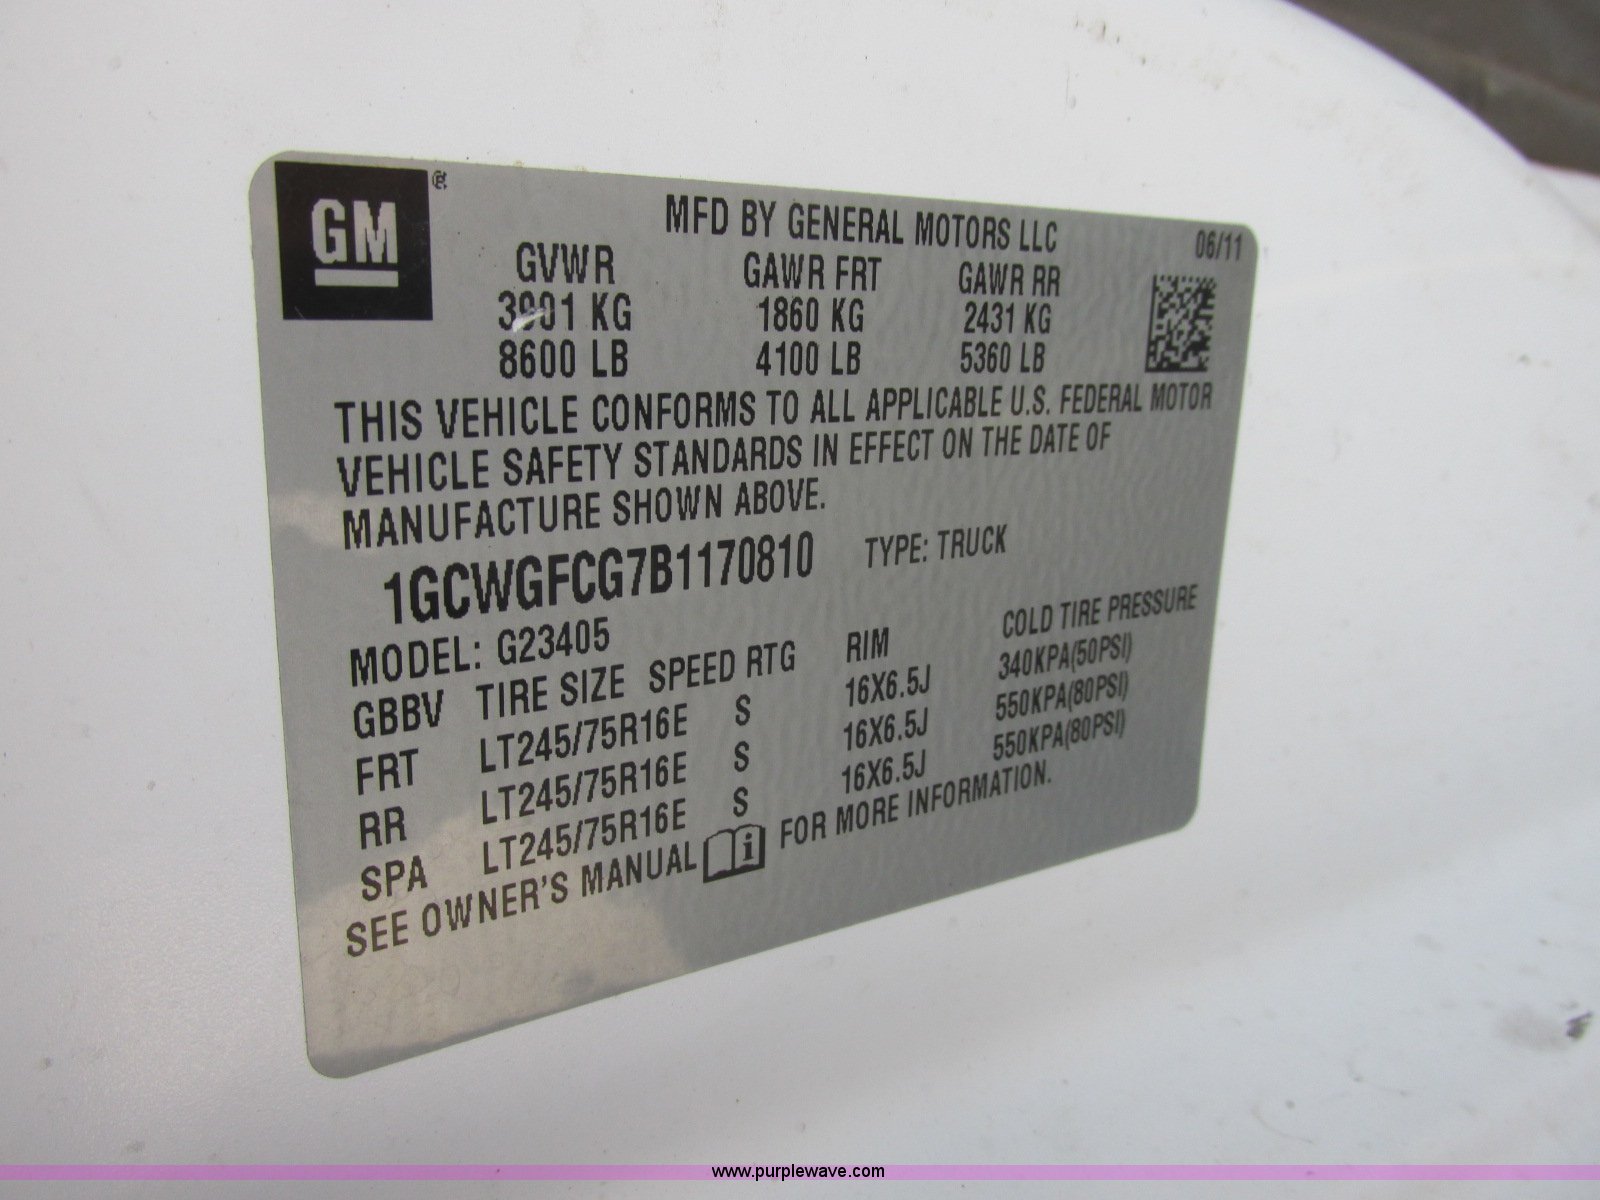 GM®
MFD BY GENERAL MOTORS LLC 06/11
GVWR GAWR FRT GAWR RR
3901 KG 1860 KG 2431 KG
8600 LB 4100 LB 5360 LB
THIS VEHICLE CONFORMS TO ALL APPLICABLE U.S. FEDERAL MOTOR
VEHICLE SAFETY STANDARDS IN EFFECT ON THE DATE OF
MANUFACTURE SHOWN ABOVE.
1GCWGFCG7B1170810 TYPE: TRUCK
MODEL: G23405
GBBV TIRE SIZE SPEED RTG RIM COLD TIRE PRESSURE
FRT LT245/75R16E S 16X6.5J 340KPA(50PSI)
RR LT245/75R16E S 16X6.5J 550KPA(80PSI)
SPA LT245/75R16E S 16X6.5J 550KPA(80PSI)
SEE OWNER'S MANUAL i FOR MORE INFORMATION.
www.purplewave.com